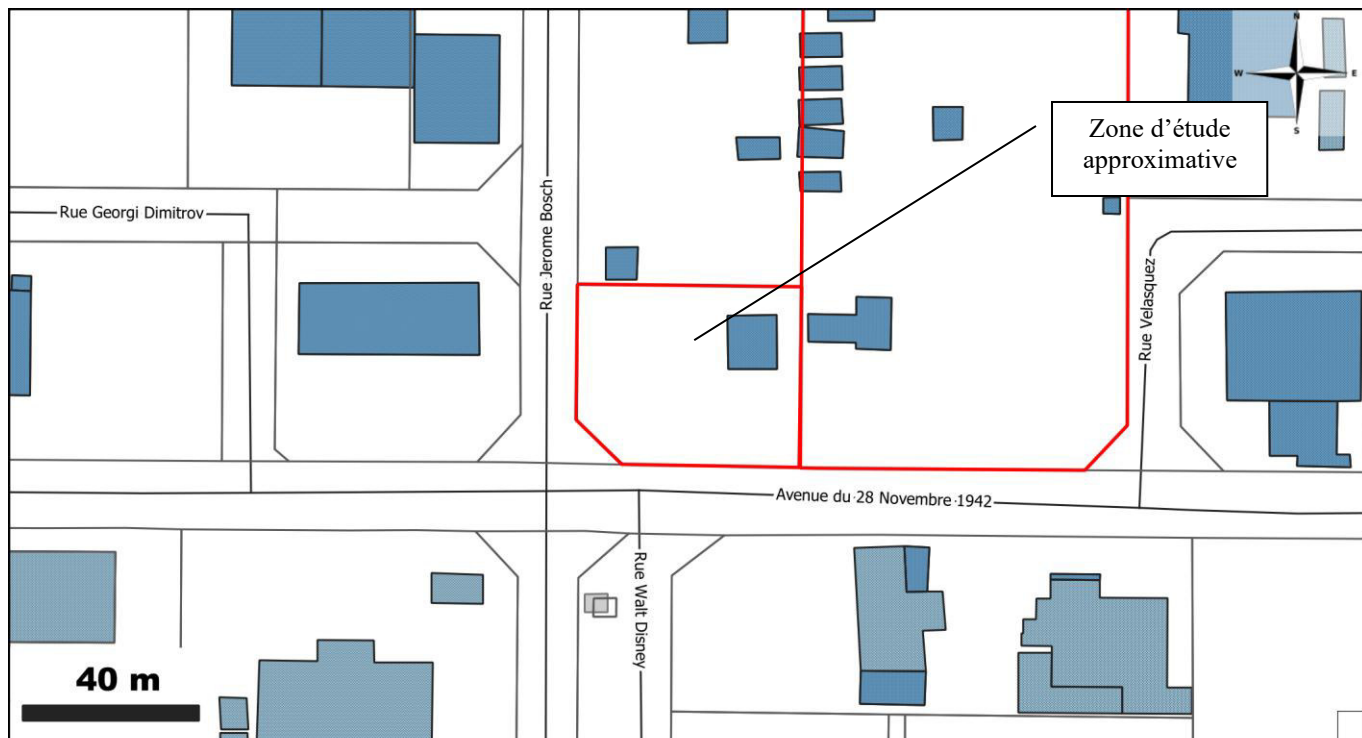 N
W
E
S
Zone d’étude
approximative
Rue Georgi Dimitrov
Rue Jerome Bosch
Rue Velasquez
Avenue du 28 Novembre 1942
Rue Walt Disney
40 m